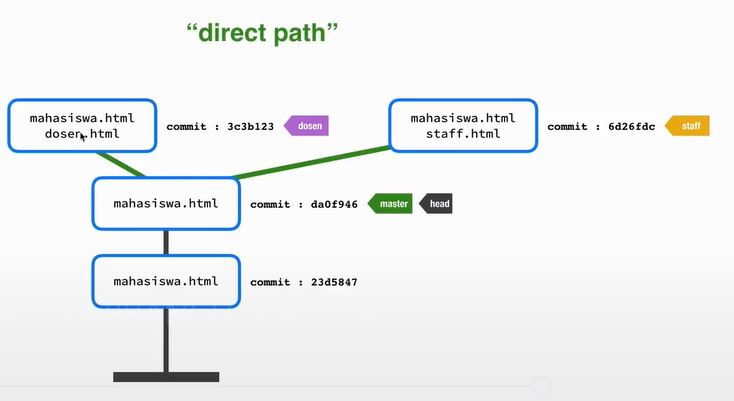 “direct path”
mahasiswa.html
dosen.html
commit : 3c3b123
dosen
mahasiswa.html
staff.html
commit : 6d26fdc
staff
mahasiswa.html
commit : da0f946
master
head
mahasiswa.html
commit : 23d5847